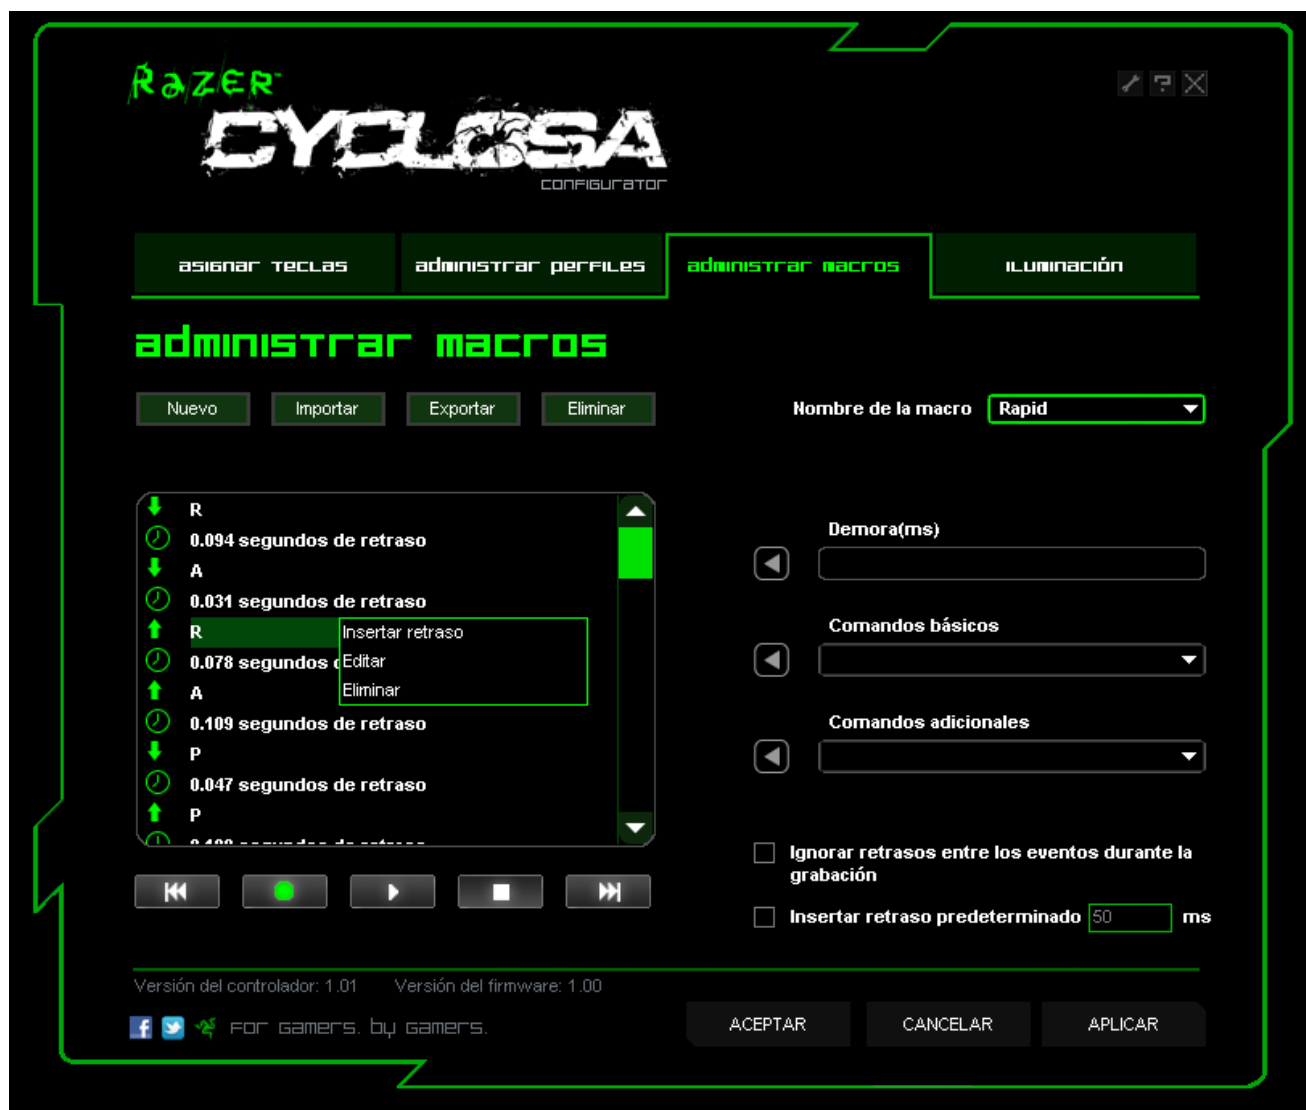 RAZER™
CYCLOSA
CONFIGURATOR
ASIGNAR TECLAS
ADMINISTRAR PERFILES
ADMINISTRAR MACROS
ILUMINACIÓN
ADMINISTRAR MACROS
Nuevo
Importar
Exportar
Eliminar
Nombre de la macro
Rapid
R
0.094 segundos de retraso
A
0.031 segundos de retraso
R
0.078 segundos
A
0.109 segundos de retraso
P
0.047 segundos de retraso
P
Insertar retraso
Editar
Eliminar
Demora(ms)
Comandos básicos
Comandos adicionales
Ignorar retrasos entre los eventos durante la
grabación
Insertar retraso predeterminado 50 ms
Versión del controlador: 1.01
Versión del firmware: 1.00
FOR GAMERS. BY GAMERS.
ACEPTAR
CANCELAR
APLICAR